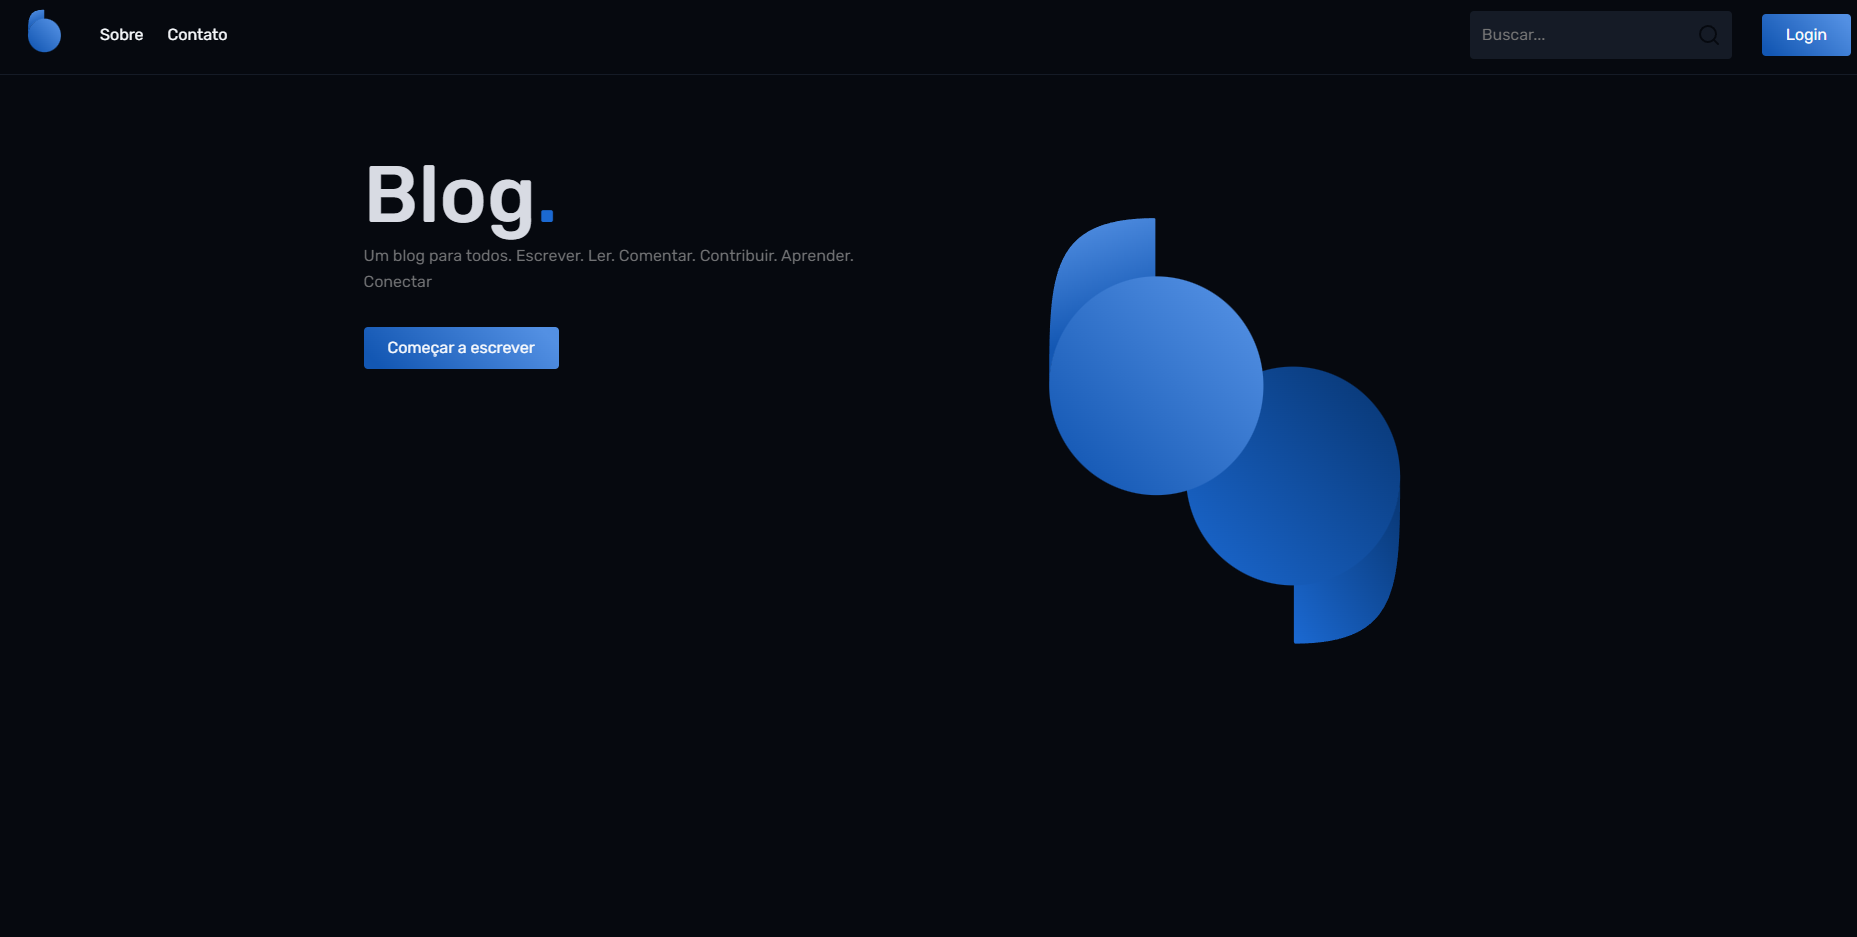 Sobre
Contato
Buscar...
Login
Blog.
Um blog para todos. Escrever. Ler. Comentar. Contribuir. Aprender.
Conectar
Começar a escrever